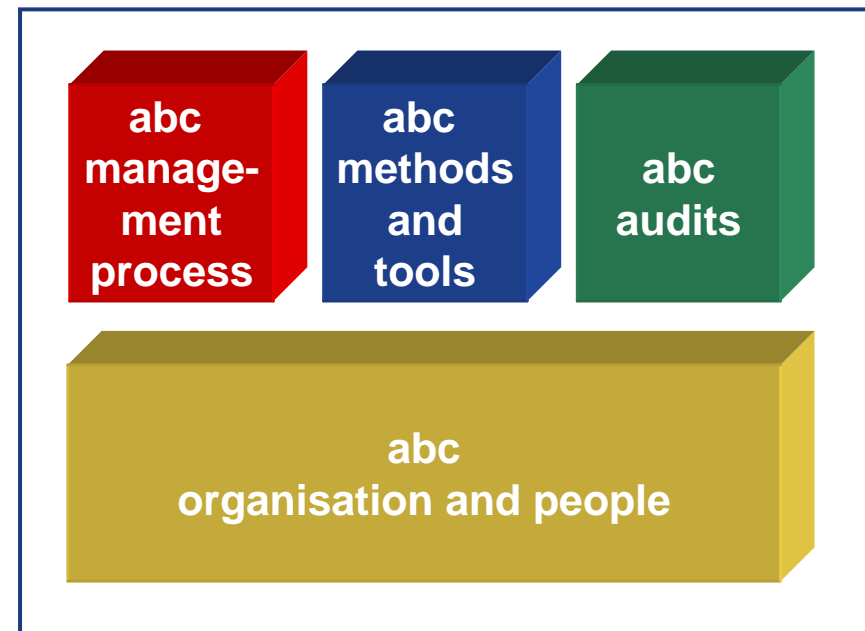 abc
manage-
ment
process
abc
methods
and
tools
abc
audits
abc
organisation and people